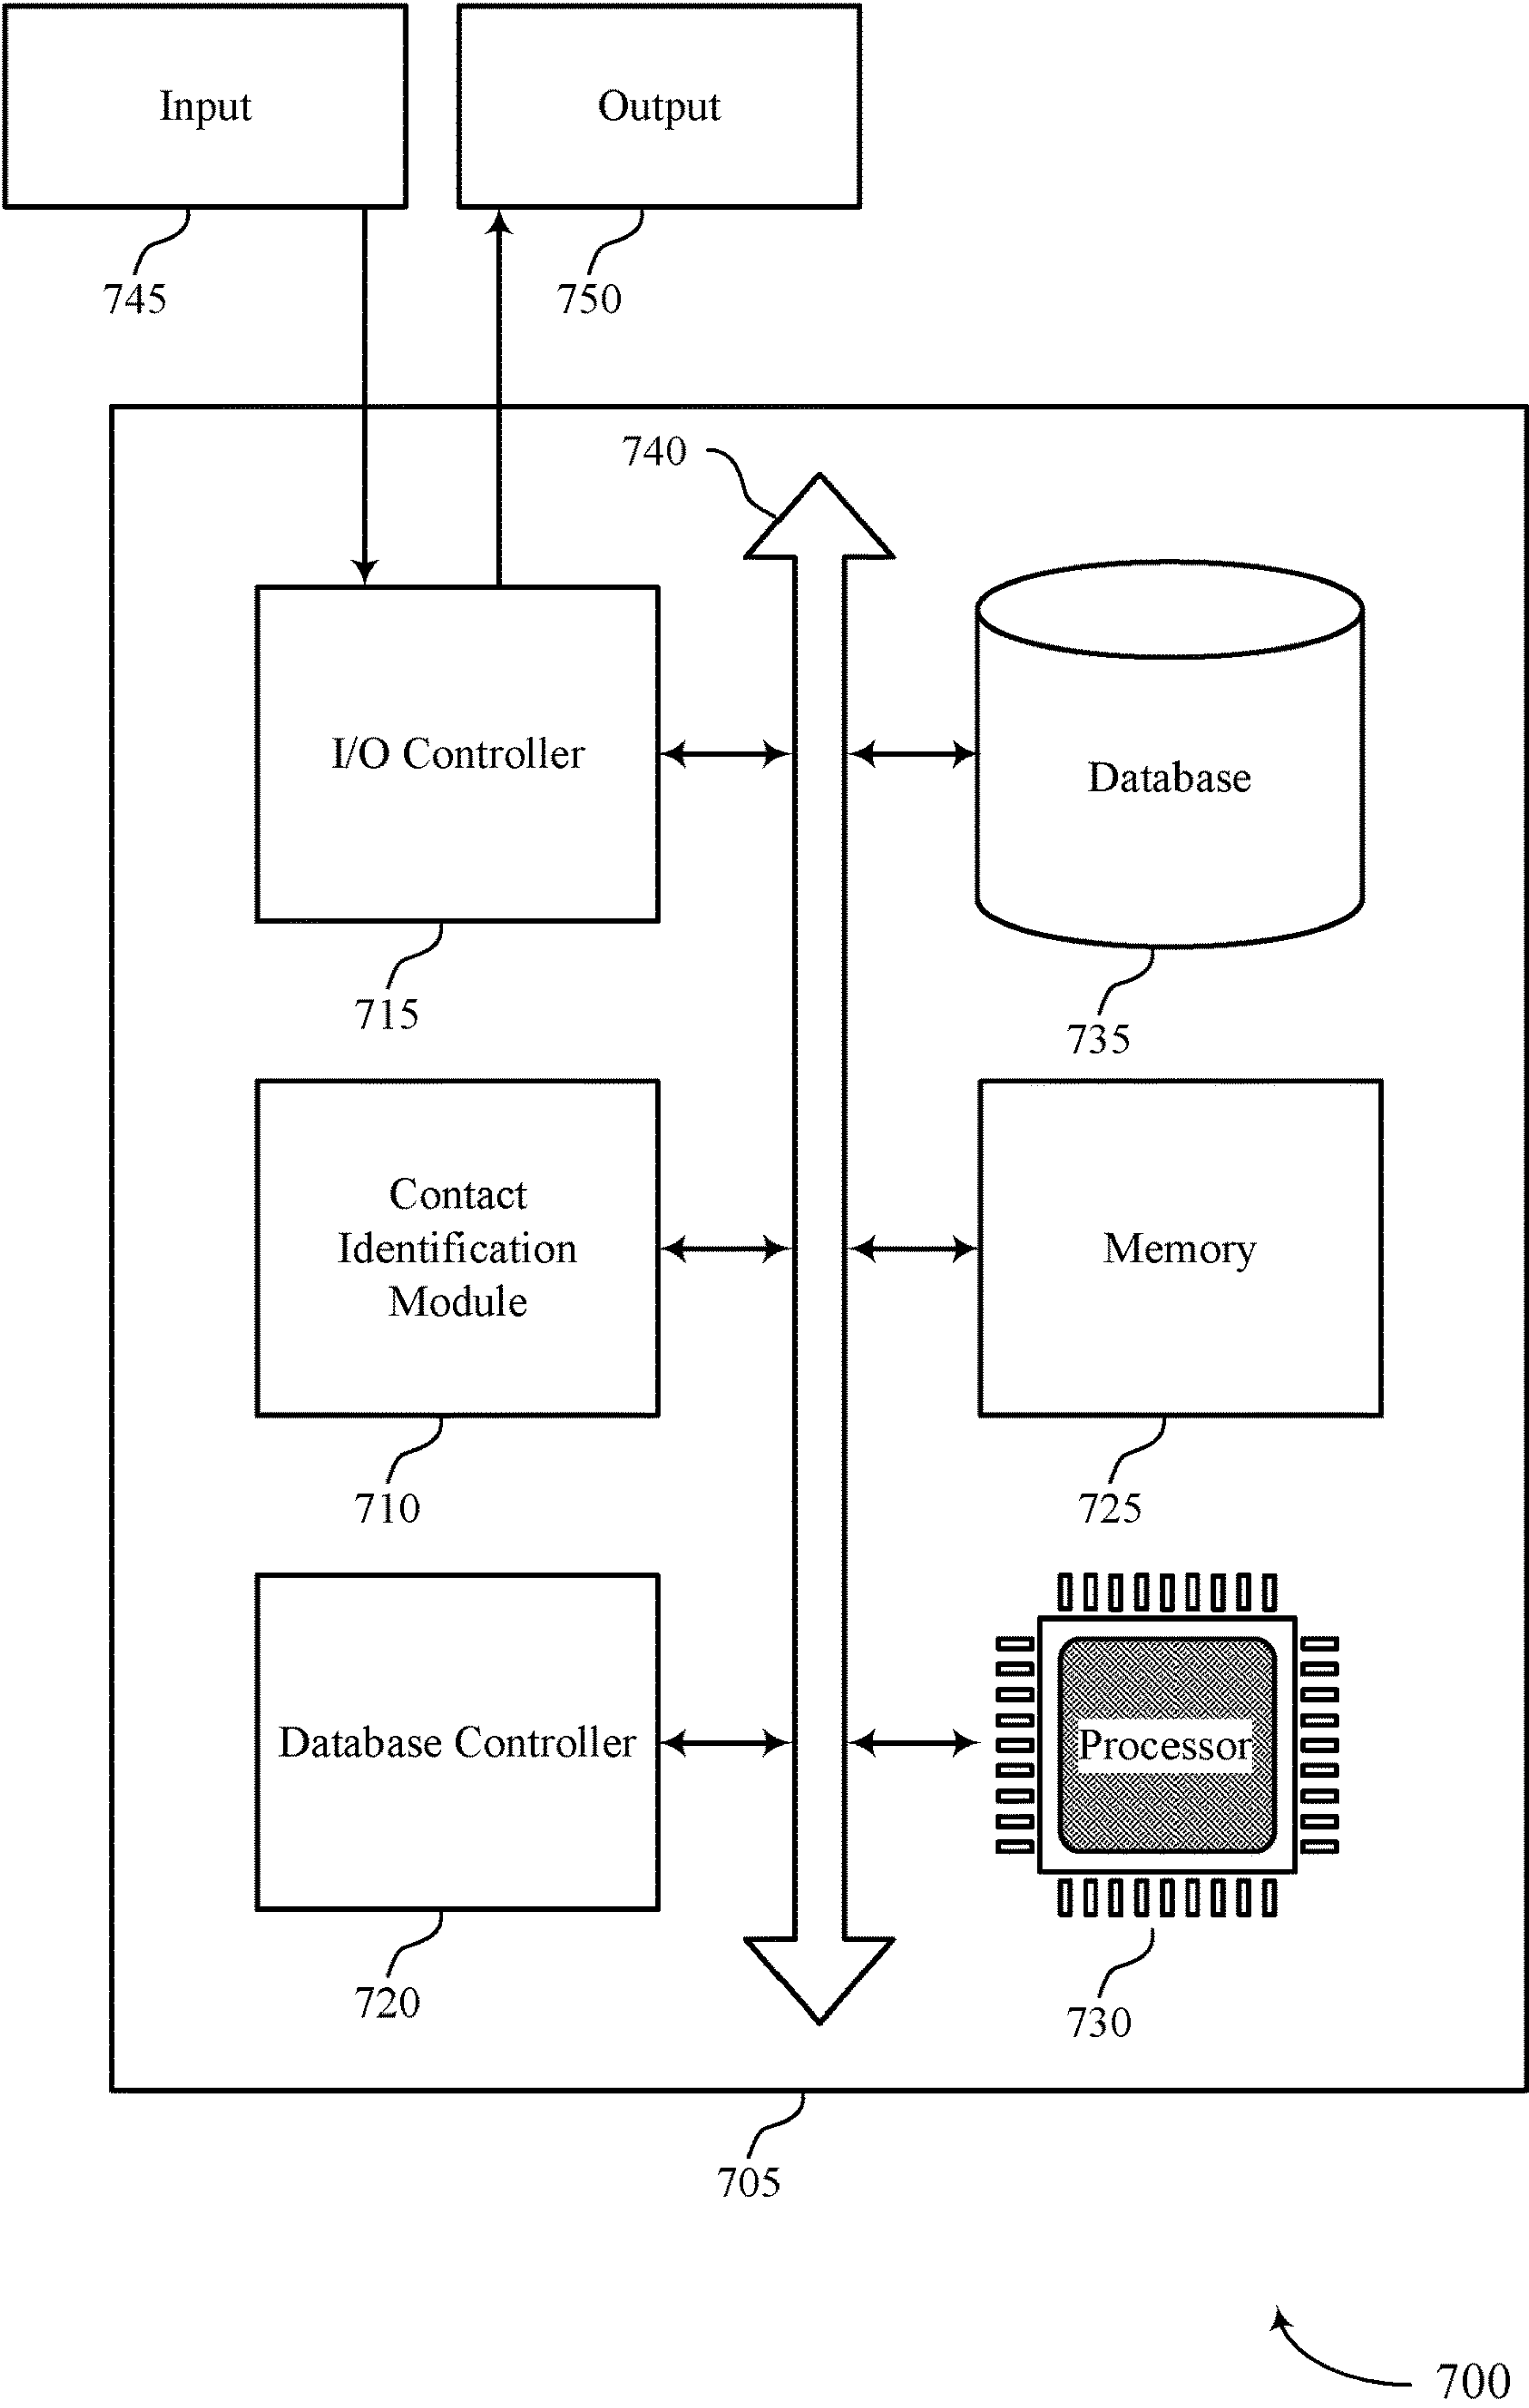 Input
Output
745
750
740
I/O Controller
Database
715
735
Contact
Identification
Module
Memory
710
725
Database Controller
Processor
720
730
705
700